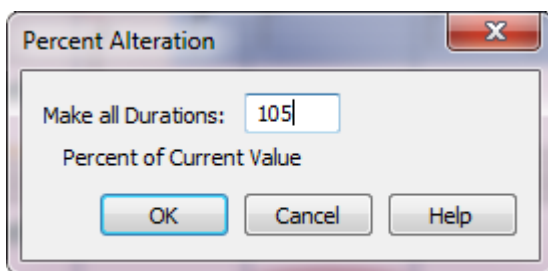 Percent Alteration
Make all Durations: 105
Percent of Current Value
OK Cancel Help